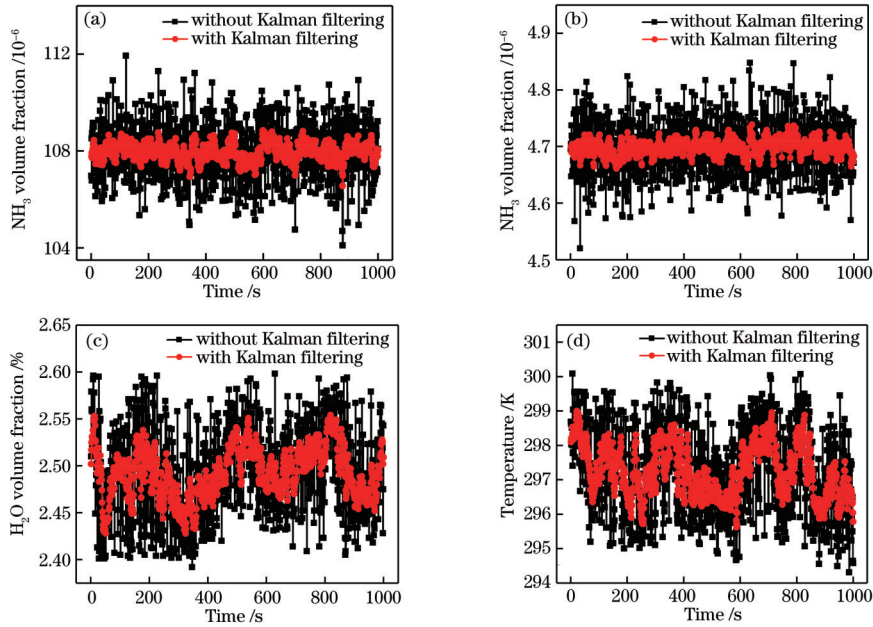 (a)
without Kalman filtering
with Kalman filtering
NH₃ volume fraction /10⁻⁶
112
108
104
0 200 400 600 800 1000
Time /s
(b)
without Kalman filtering
with Kalman filtering
NH₃ volume fraction /10⁻⁶
4.9
4.8
4.7
4.6
4.5
0 200 400 600 800 1000
Time /s
(c)
without Kalman filtering
with Kalman filtering
H₂O volume fraction /%
2.65
2.60
2.55
2.50
2.45
2.40
0 200 400 600 800 1000
Time /s
(d)
without Kalman filtering
with Kalman filtering
Temperature /K
301
300
299
298
297
296
295
294
0 200 400 600 800 1000
Time /s